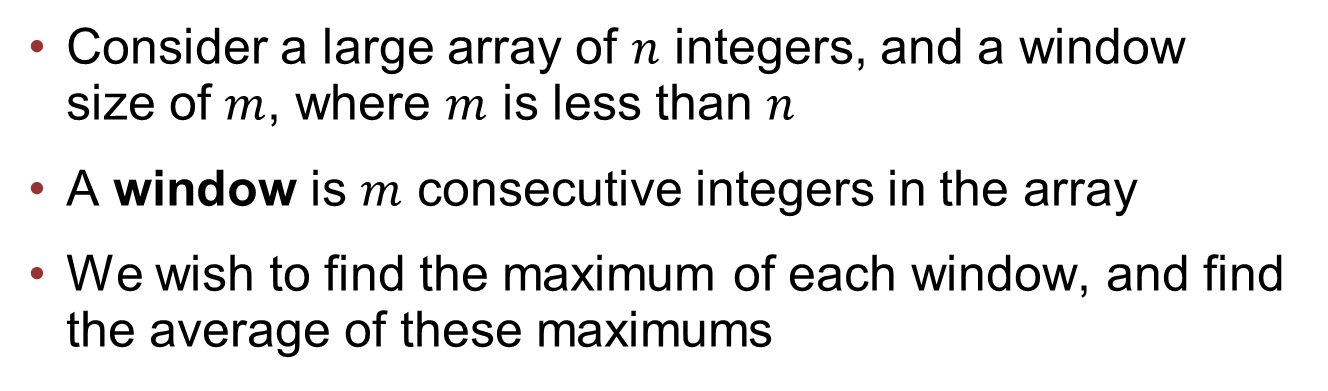 • Consider a large array of n integers, and a window
size of m, where m is less than n
• A window is m consecutive integers in the array
• We wish to find the maximum of each window, and find
the average of these maximums